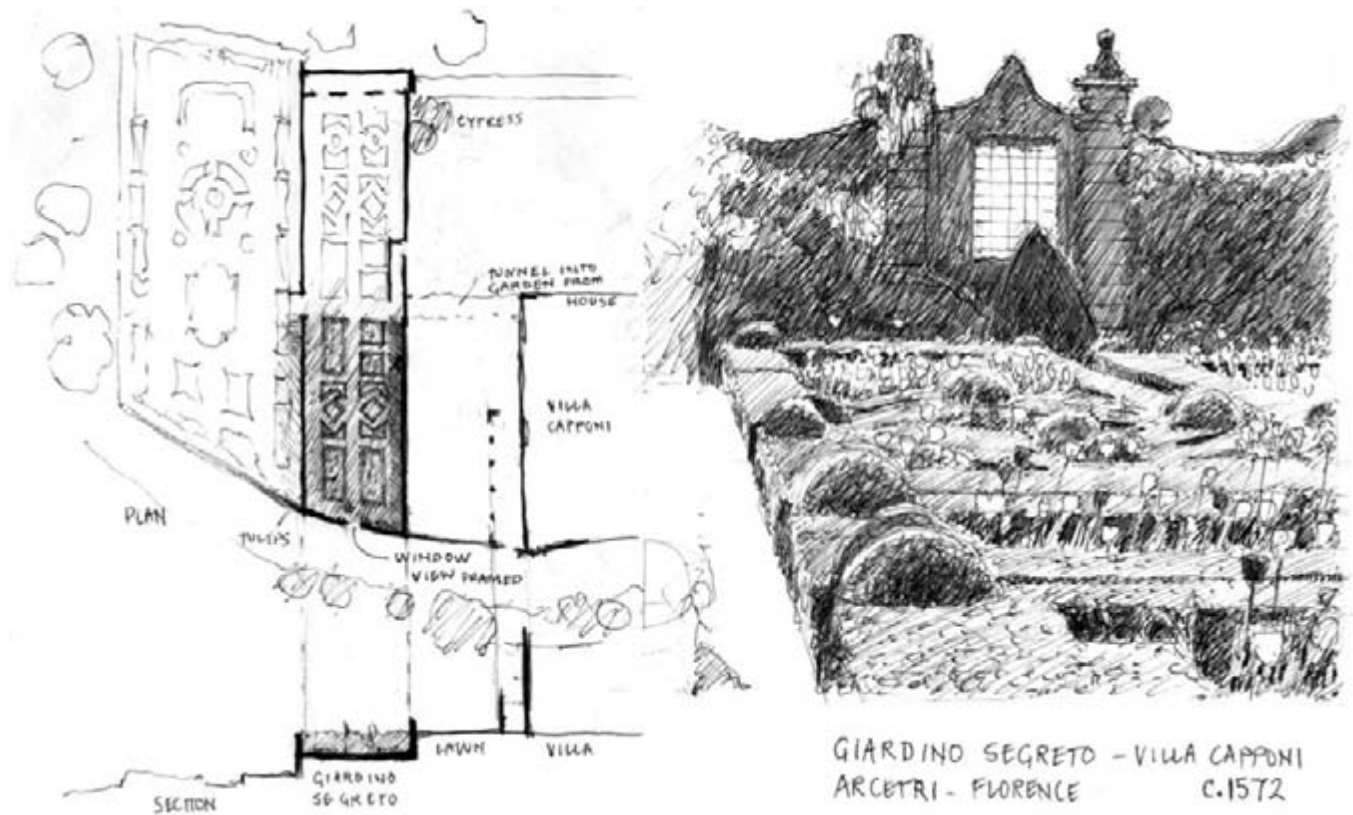 CYPRESS
TUNNEL INTO
GARDEN FROM
HOUSE
VILLA
CAPPONI
PLAN
TULIPS
WINDOW
VIEW FRAMED
LAWN
VILLA
GIARDINO
SEGRETO
SECTION
GIARDINO SEGRETO - VILLA CAPPONI
ARCETRI - FLORENCE C.1572